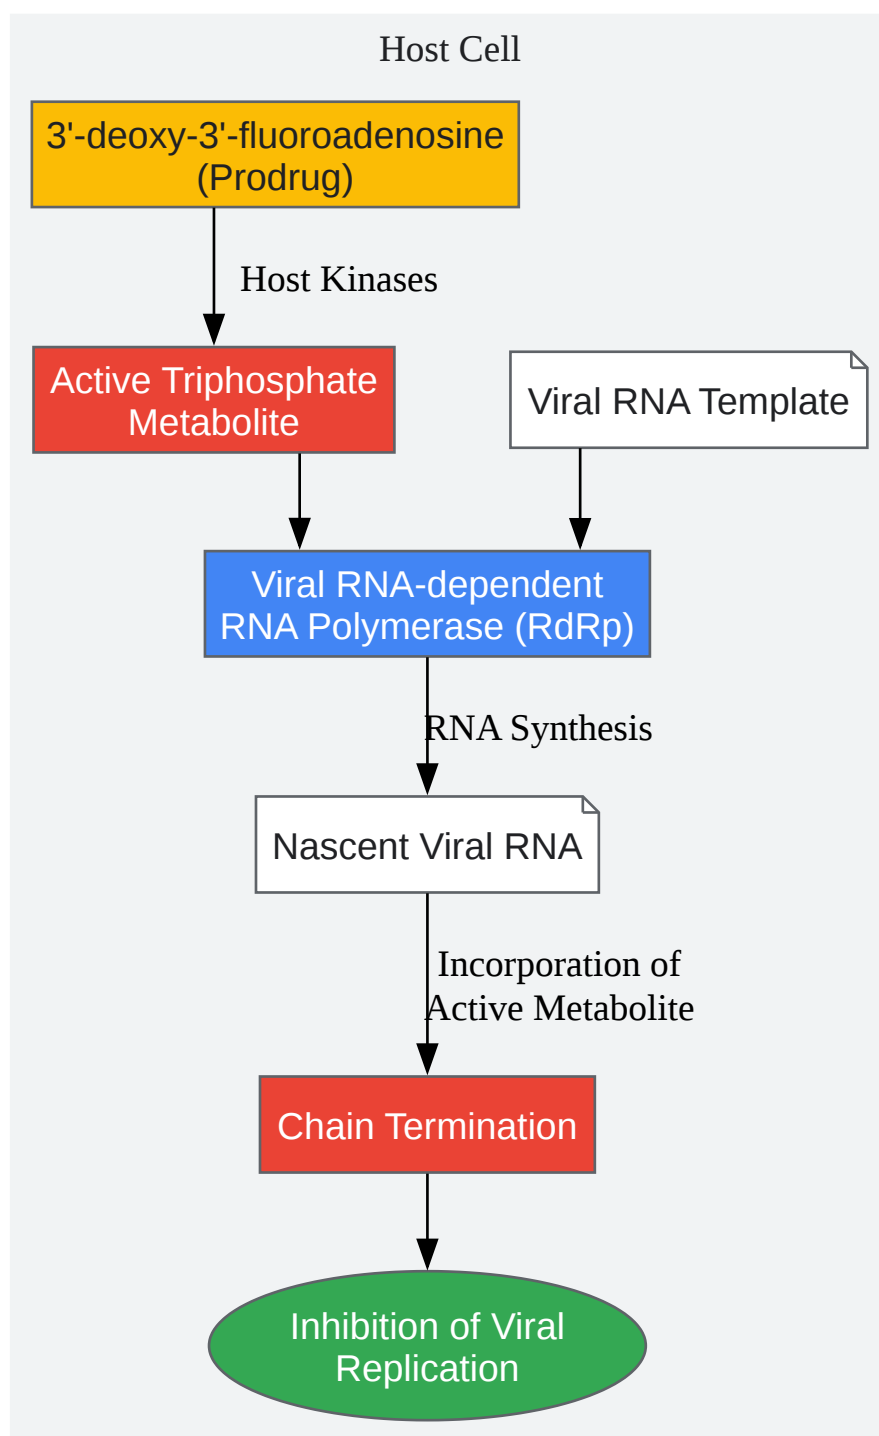 Host Cell
3'-deoxy-3'-fluoroadenosine
(Prodrug)
Host Kinases
Active Triphosphate
Metabolite
Viral RNA Template
Viral RNA-dependent
RNA Polymerase (RdRp)
RNA Synthesis
Nascent Viral RNA
Incorporation of
Active Metabolite
Chain Termination
Inhibition of Viral
Replication